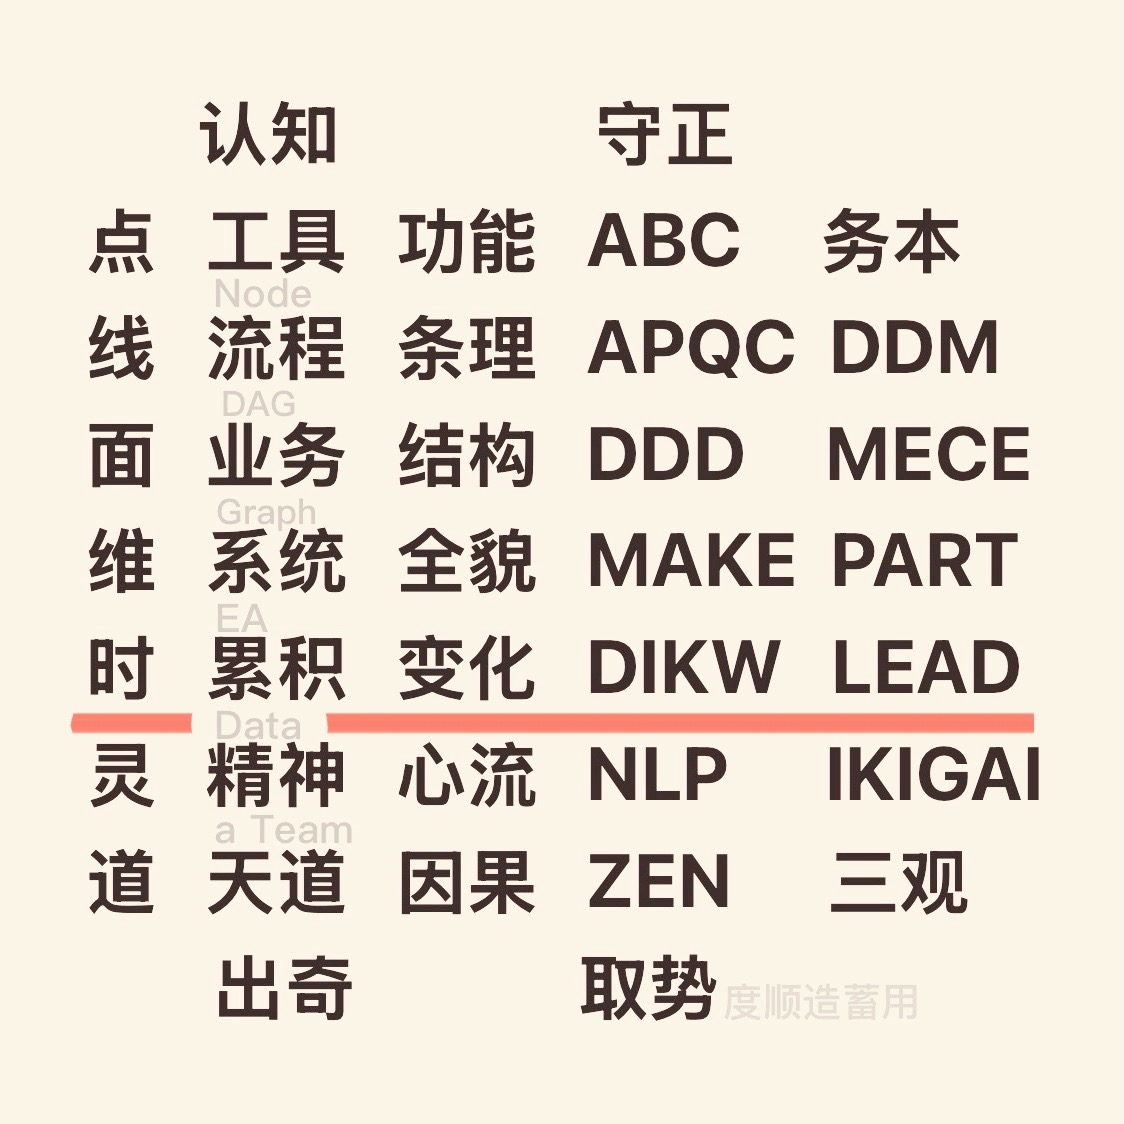 认知 守正
点 工具 功能 ABC 务本
Node
线 流程 条理 APQC DDM
DAG
面 业务 结构 DDD MECE
Graph
维 系统 全貌 MAKE PART
EA
时 累积 变化 DIKW LEAD
Data
灵 精神 心流 NLP IKIGAI
a Team
道 天道 因果 ZEN 三观
出奇 取势 度顺造蓄用